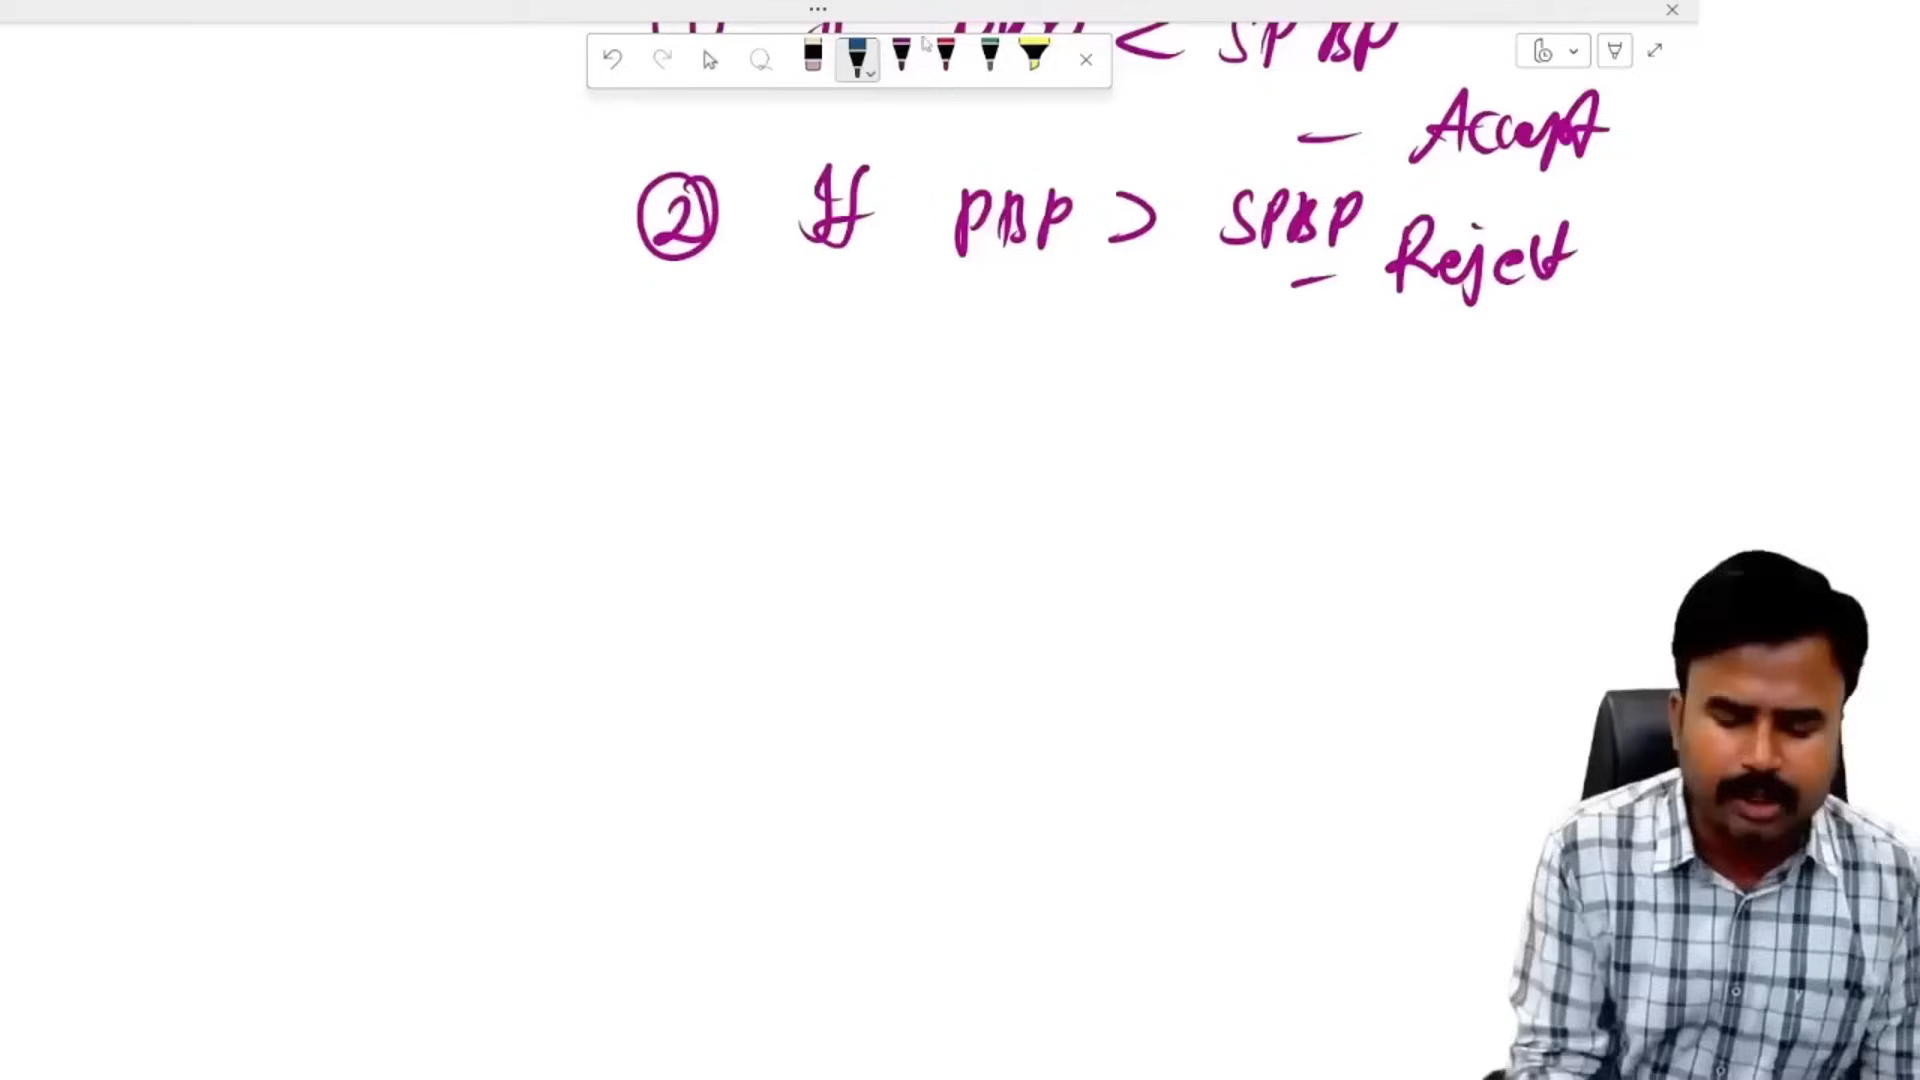 < SPBP
- Accept
② If PBP > SPBP
- Reject